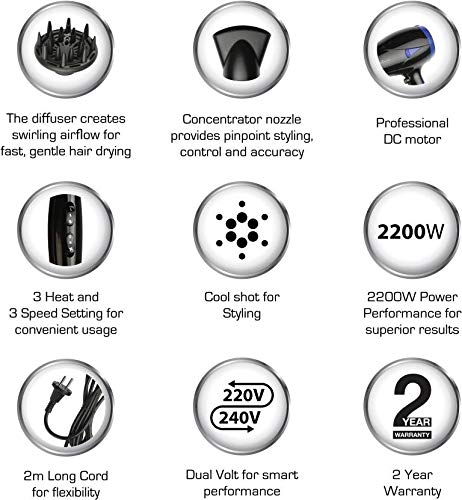 The diffuser creates
swirling airflow for
fast, gentle hair drying
Concentrator nozzle
provides pinpoint styling,
control and accuracy
Professional
DC motor
3 Heat and
3 Speed Setting for
convenient usage
Cool shot for
Styling
2200W
2200W Power
Performance for
superior results
2m Long Cord
for flexibility
220V
240V
Dual Volt for smart
performance
2
YEAR
WARRANTY
2 Year
Warranty